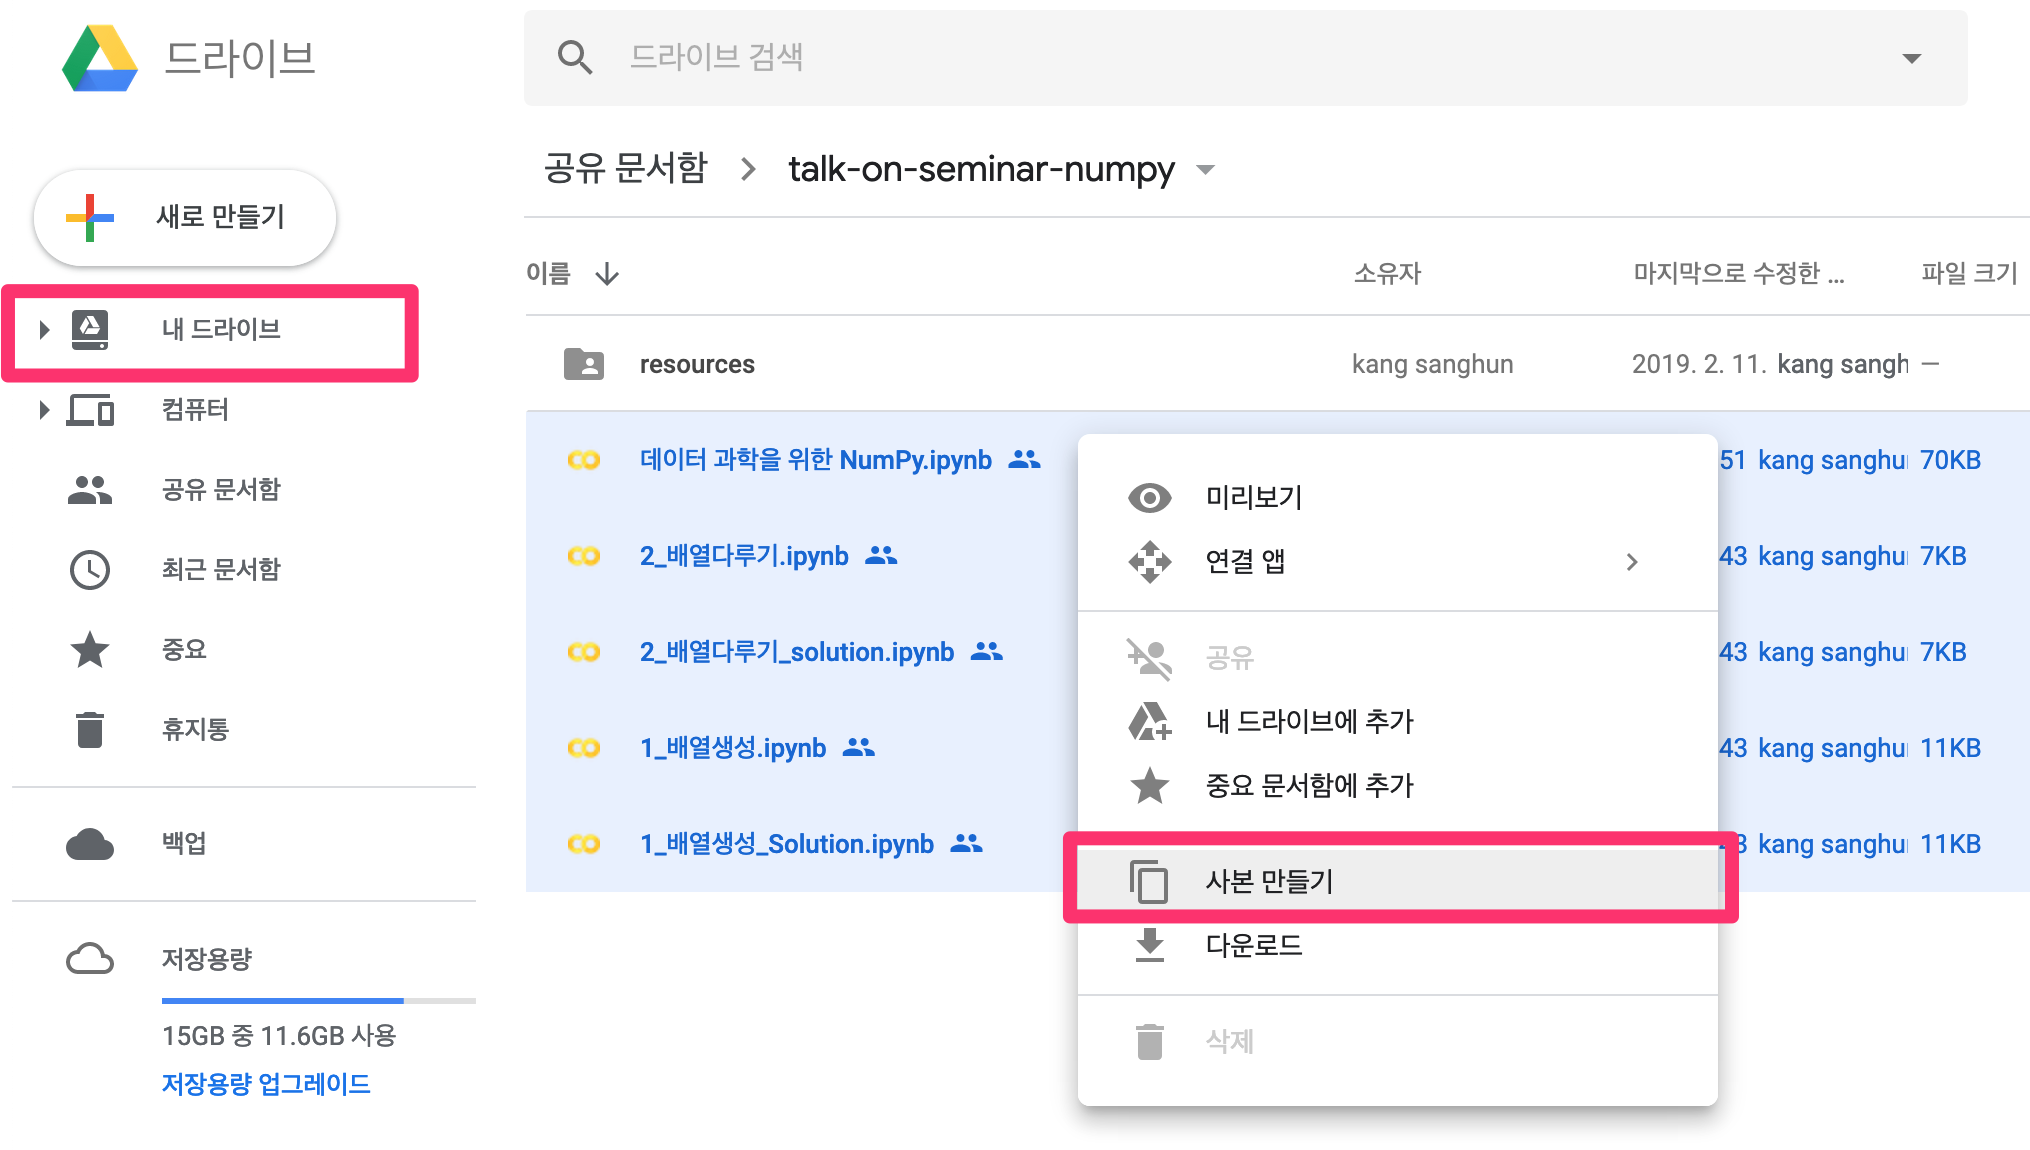 드라이브
드라이브 검색
공유 문서함 > talk-on-seminar-numpy
새로 만들기
내 드라이브
컴퓨터
공유 문서함
최근 문서함
중요
휴지통
백업
저장용량
15GB 중 11.6GB 사용
저장용량 업그레이드
이름 소유자 마지막으로 수정한 ... 파일 크기
resources kang sanghun 2019. 2. 11. kang sangh —
데이터 과학을 위한 NumPy.ipynb 51 kang sanghu 70KB
2_배열다루기.ipynb 43 kang sanghu 7KB
2_배열다루기_solution.ipynb 43 kang sanghu 7KB
1_배열생성.ipynb 43 kang sanghu 11KB
1_배열생성_Solution.ipynb kang sanghu 11KB
미리보기
연결 앱
공유
내 드라이브에 추가
중요 문서함에 추가
사본 만들기
다운로드
삭제